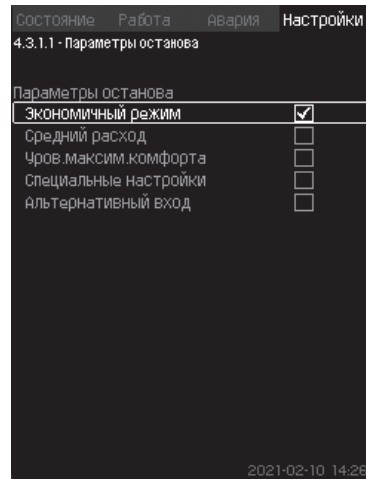 Состояние Работа Авария Настройки
4.3.1.1 - Параметры останова
Параметры останова
Экономичный режим
Средний расход
Уров.максим.комфорта
Специальные настройки
Альтернативный вход
2021-02-10 14:26